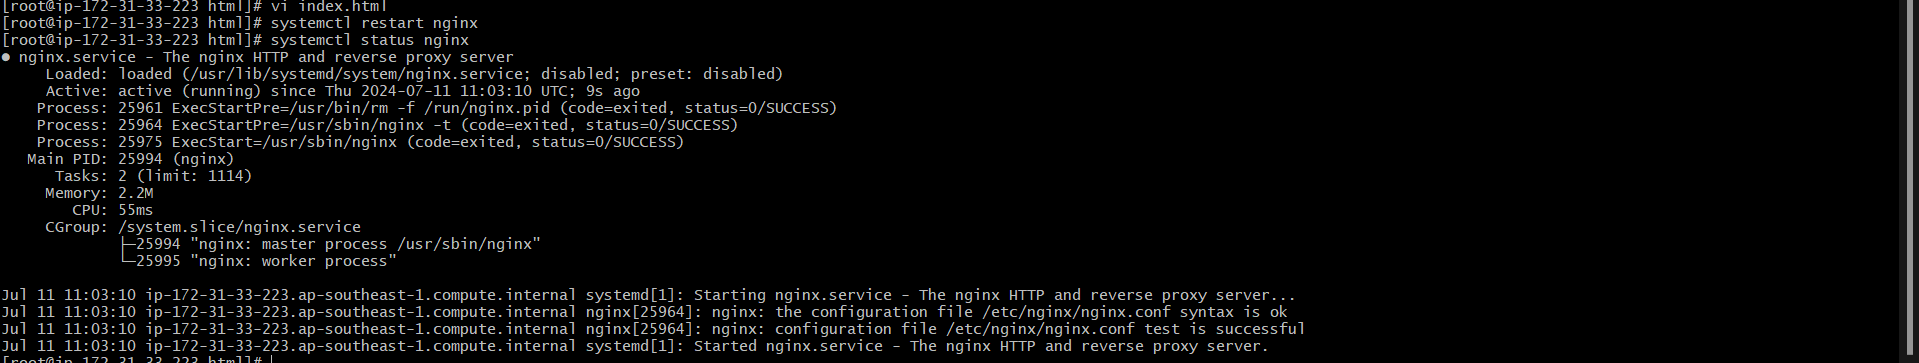 [root@ip-172-31-33-223 html]# vi index.html
[root@ip-172-31-33-223 html]# systemctl restart nginx
[root@ip-172-31-33-223 html]# systemctl status nginx
● nginx.service - The nginx HTTP and reverse proxy server
     Loaded: loaded (/usr/lib/systemd/system/nginx.service; disabled; preset: disabled)
     Active: active (running) since Thu 2024-07-11 11:03:10 UTC; 9s ago
    Process: 25961 ExecStartPre=/usr/bin/rm -f /run/nginx.pid (code=exited, status=0/SUCCESS)
    Process: 25964 ExecStartPre=/usr/sbin/nginx -t (code=exited, status=0/SUCCESS)
    Process: 25975 ExecStart=/usr/sbin/nginx (code=exited, status=0/SUCCESS)
   Main PID: 25994 (nginx)
      Tasks: 2 (limit: 1114)
     Memory: 2.2M
        CPU: 55ms
     CGroup: /system.slice/nginx.service
             ├─25994 "nginx: master process /usr/sbin/nginx"
             └─25995 "nginx: worker process"
Jul 11 11:03:10 ip-172-31-33-223.ap-southeast-1.compute.internal systemd[1]: Starting nginx.service - The nginx HTTP and reverse proxy server...
Jul 11 11:03:10 ip-172-31-33-223.ap-southeast-1.compute.internal nginx[25964]: nginx: the configuration file /etc/nginx/nginx.conf syntax is ok
Jul 11 11:03:10 ip-172-31-33-223.ap-southeast-1.compute.internal nginx[25964]: nginx: configuration file /etc/nginx/nginx.conf test is successful
Jul 11 11:03:10 ip-172-31-33-223.ap-southeast-1.compute.internal systemd[1]: Started nginx.service - The nginx HTTP and reverse proxy server.
[root@ip-172-31-33-223 html]#